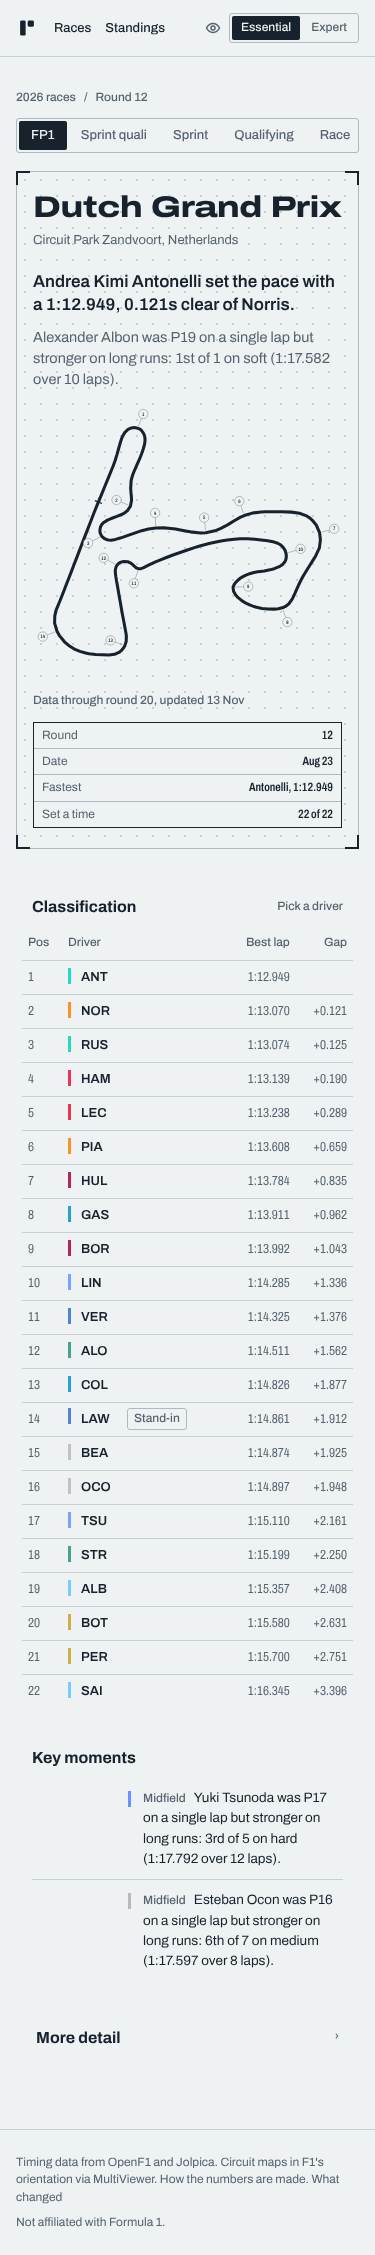 Races Standings Essential Expert
2026 races / Round 12
FP1 Sprint quali Sprint Qualifying Race
Dutch Grand Prix
Circuit Park Zandvoort, Netherlands
Andrea Kimi Antonelli set the pace with
a 1:12.949, 0.121s clear of Norris.
Alexander Albon was P19 on a single lap but
stronger on long runs: 1st of 1 on soft (1:17.582
over 10 laps).
1
2
4
5
6
7
3
10
12
11
9
8
14
13
Data through round 20, updated 13 Nov
Round 12
Date Aug 23
Fastest Antonelli, 1:12.949
Set a time 22 of 22
Classification Pick a driver
Pos Driver Best lap Gap
1 ANT 1:12.949
2 NOR 1:13.070 +0.121
3 RUS 1:13.074 +0.125
4 HAM 1:13.139 +0.190
5 LEC 1:13.238 +0.289
6 PIA 1:13.608 +0.659
7 HUL 1:13.784 +0.835
8 GAS 1:13.911 +0.962
9 BOR 1:13.992 +1.043
10 LIN 1:14.285 +1.336
11 VER 1:14.325 +1.376
12 ALO 1:14.511 +1.562
13 COL 1:14.826 +1.877
14 LAW Stand-in 1:14.861 +1.912
15 BEA 1:14.874 +1.925
16 OCO 1:14.897 +1.948
17 TSU 1:15.110 +2.161
18 STR 1:15.199 +2.250
19 ALB 1:15.357 +2.408
20 BOT 1:15.580 +2.631
21 PER 1:15.700 +2.751
22 SAI 1:16.345 +3.396
Key moments
Midfield Yuki Tsunoda was P17
on a single lap but stronger on
long runs: 3rd of 5 on hard
(1:17.792 over 12 laps).
Midfield Esteban Ocon was P16
on a single lap but stronger on
long runs: 6th of 7 on medium
(1:17.597 over 8 laps).
More detail ›
Timing data from OpenF1 and Jolpica. Circuit maps in F1's
orientation via MultiViewer. How the numbers are made. What
changed
Not affiliated with Formula 1.